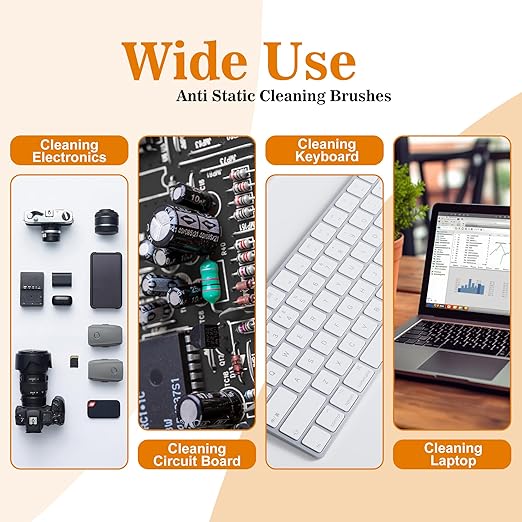 Wide Use
Anti Static Cleaning Brushes
Cleaning
Electronics
Cleaning
Keyboard
Cleaning
Circuit Board
Cleaning
Laptop